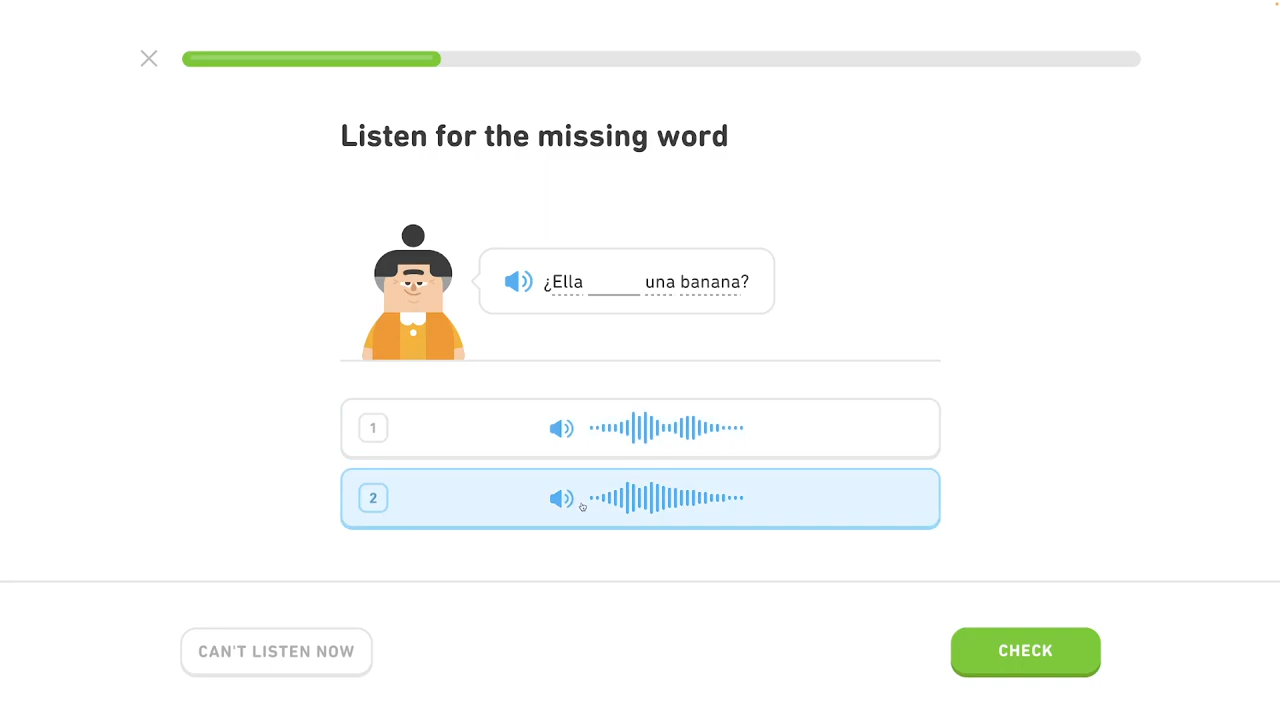 Listen for the missing word
¿Ella _____ una banana?
1
2
CAN'T LISTEN NOW
CHECK